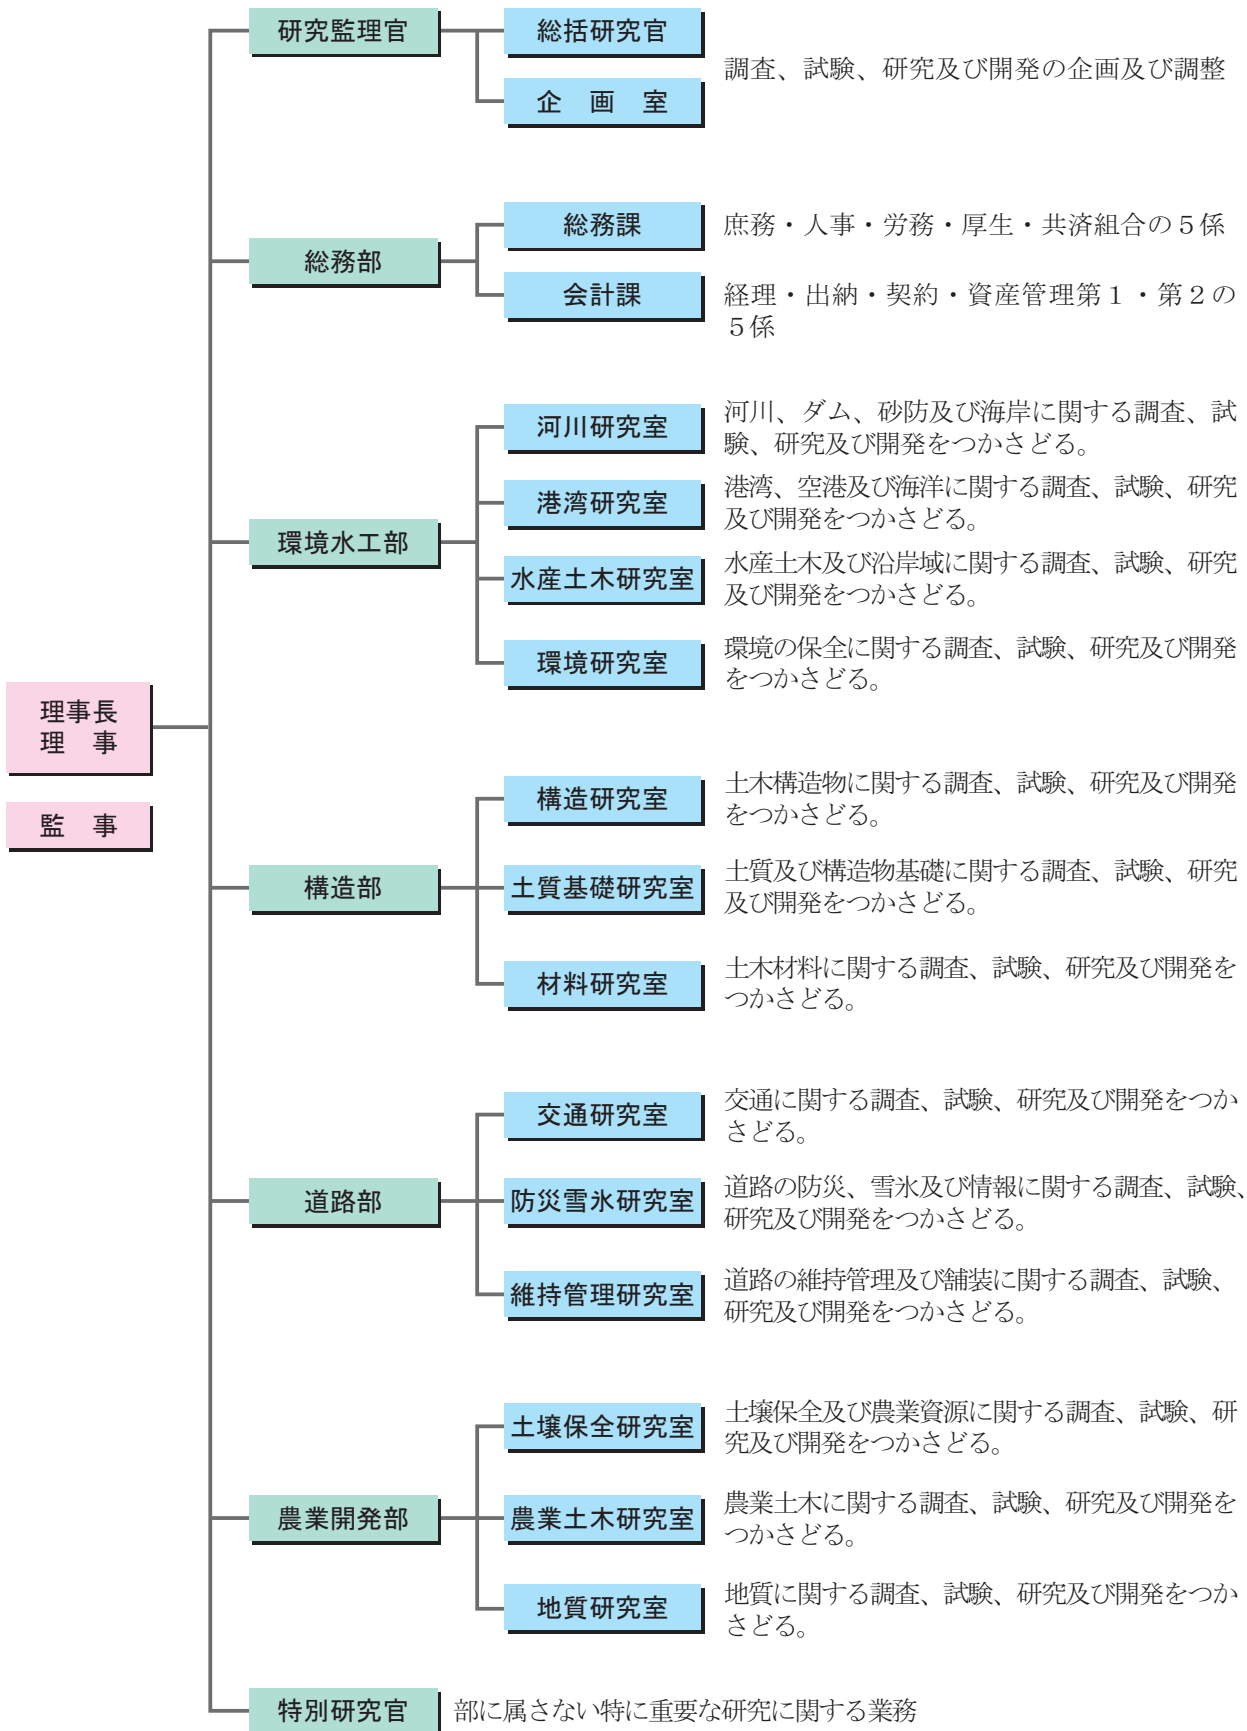 研究監理官
総括研究官
企　画　室
調査、試験、研究及び開発の企画及び調整
総務部
総務課
庶務・人事・労務・厚生・共済組合の５係
会計課
経理・出納・契約・資産管理第１・第２の
５係
環境水工部
河川研究室
河川、ダム、砂防及び海岸に関する調査、試
験、研究及び開発をつかさどる。
港湾研究室
港湾、空港及び海洋に関する調査、試験、研究
及び開発をつかさどる。
水産土木研究室
水産土木及び沿岸域に関する調査、試験、研究
及び開発をつかさどる。
環境研究室
環境の保全に関する調査、試験、研究及び開発
をつかさどる。
理事長
理　事
監　事
構造部
構造研究室
土木構造物に関する調査、試験、研究及び開発
をつかさどる。
土質基礎研究室
土質及び構造物基礎に関する調査、試験、研究
及び開発をつかさどる。
材料研究室
土木材料に関する調査、試験、研究及び開発を
つかさどる。
道路部
交通研究室
交通に関する調査、試験、研究及び開発をつか
さどる。
防災雪氷研究室
道路の防災、雪氷及び情報に関する調査、試験、
研究及び開発をつかさどる。
維持管理研究室
道路の維持管理及び舗装に関する調査、試験、
研究及び開発をつかさどる。
農業開発部
土壌保全研究室
土壌保全及び農業資源に関する調査、試験、研
究及び開発をつかさどる。
農業土木研究室
農業土木に関する調査、試験、研究及び開発を
つかさどる。
地質研究室
地質に関する調査、試験、研究及び開発をつか
さどる。
特別研究官
部に属さない特に重要な研究に関する業務